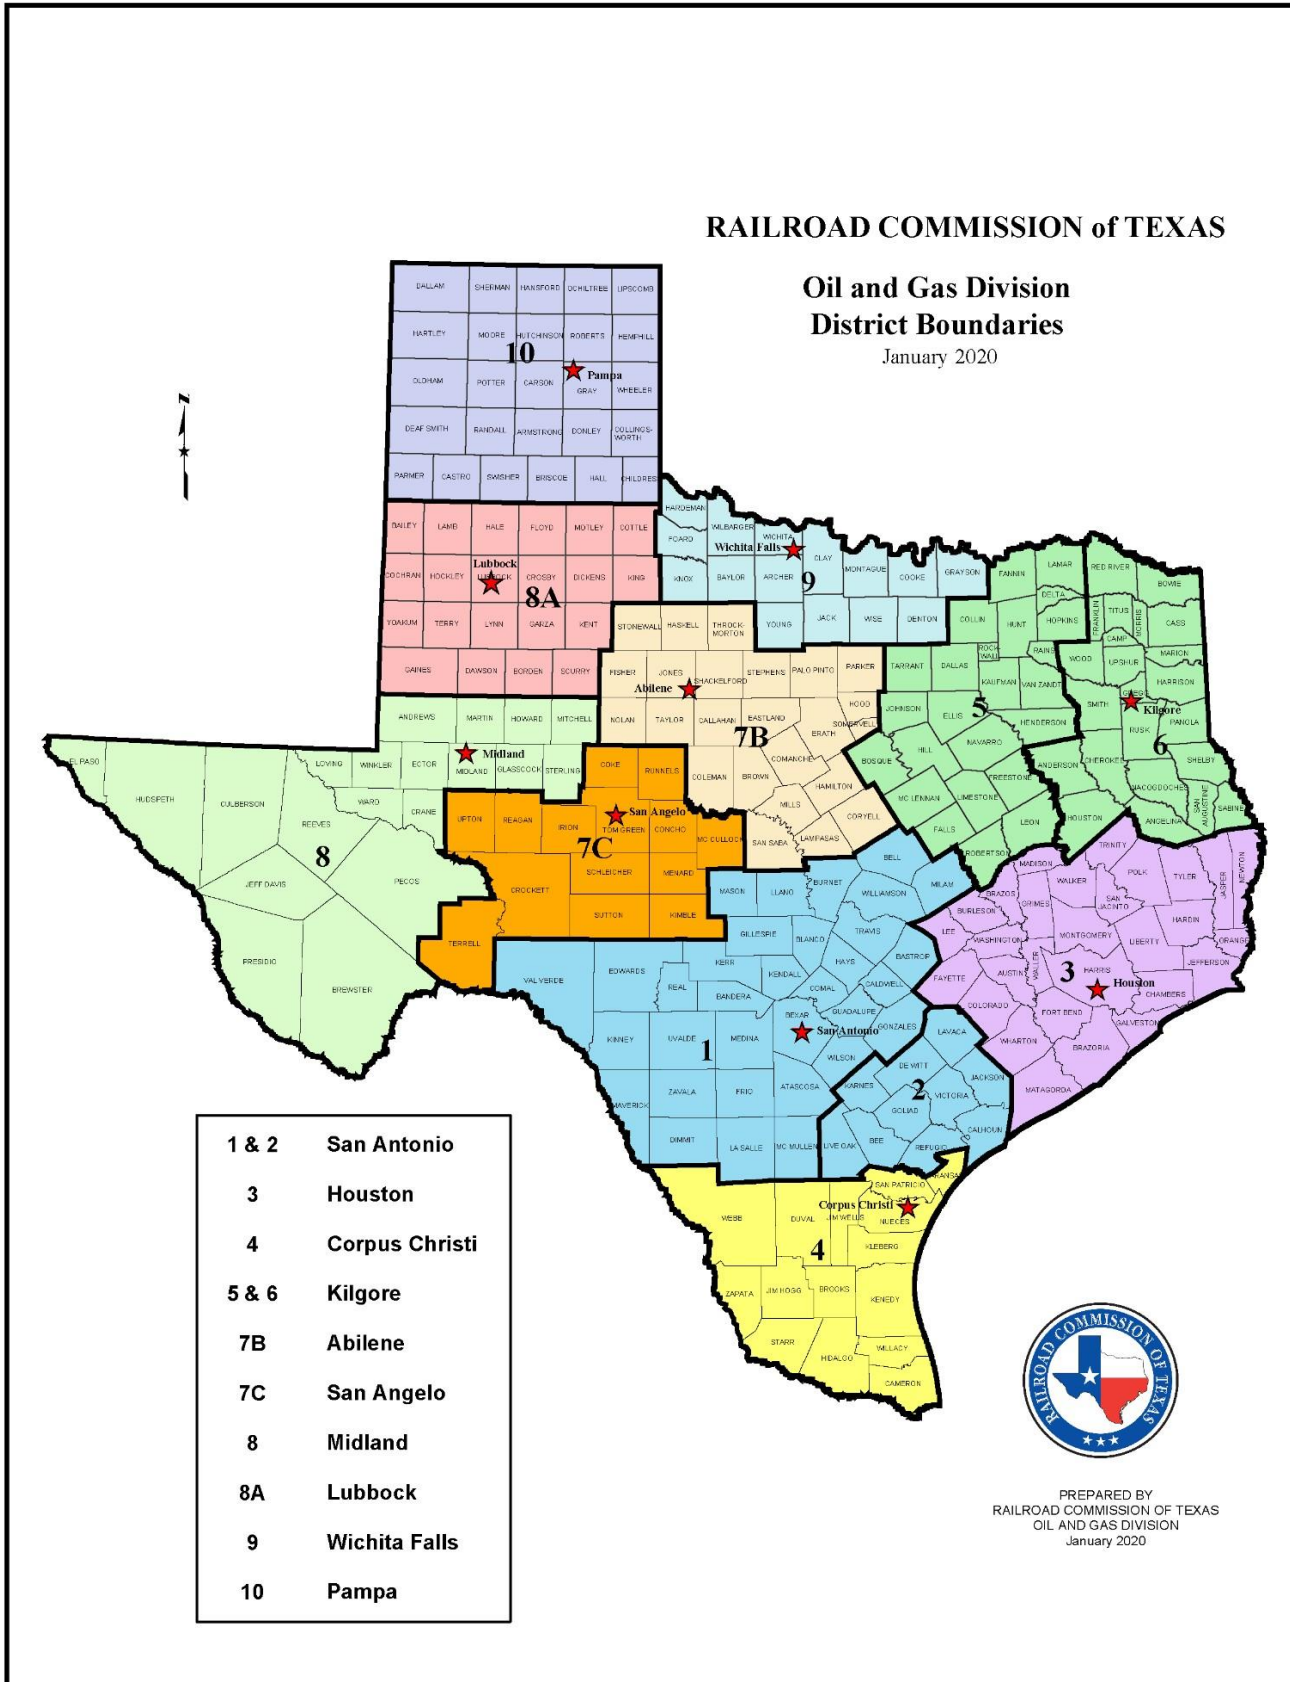 RAILROAD COMMISSION of TEXAS
Oil and Gas Division
District Boundaries
January 2020
N
DALLAM SHERMAN HANSFORD OCHILTREE LIPSCOMB
HARTLEY MOORE HUTCHINSON ROBERTS HEMPHILL
10
Pampa
OLDHAM POTTER CARSON GRAY WHEELER
DEAF SMITH RANDALL ARMSTRONG DONLEY COLLINGS-
WORTH
PARMER CASTRO SWISHER BRISCOE HALL CHILDRES
BAILEY LAMB HALE FLOYD MOTLEY COTTLE
Lubbock
COCHRAN HOCKLEY LUBBOCK CROSBY DICKENS KING
8A
YOAKUM TERRY LYNN GARZA KENT
GAINES DAWSON BORDEN SCURRY
HARDEMAN WILBARGER WICHITA
FOARD Wichita Falls CLAY
KNOX BAYLOR ARCHER MONTAGUE COOKE GRAYSON
9
YOUNG JACK WISE DENTON
STONEWALL HASKELL THROCK-
MORTON
FISHER JONES SHACKELFORD STEPHENS PALO PINTO PARKER
Abilene
NOLAN TAYLOR CALLAHAN EASTLAND ERATH HOOD
SOMERVELL
7B
COLEMAN BROWN COMANCHE HAMILTON
MILLS CORYELL
SAN SABA LAMPASAS
FANNIN LAMAR
DELTA
COLLIN HUNT HOPKINS
ROCK-
WALL
RAINS
TARRANT DALLAS KAUFMAN VAN ZANDT
5
JOHNSON ELLIS HENDERSON
BOSQUE HILL NAVARRO
FREESTONE
MC LENNAN LIMESTONE
FALLS LEON
ROBERTSON
RED RIVER BOWIE
FRANKLIN TITUS MORRIS CASS
CAMP
WOOD UPSHUR MARION
HARRISON
SMITH GREGG
Kilgore
RUSK PANOLA
6
ANDERSON CHEROKEE SHELBY
NACOGDOCHES
SAN
AUGUSTINE
SABINE
HOUSTON ANGELINA
ANDREWS MARTIN HOWARD MITCHELL
Midland
EL PASO LOVING WINKLER ECTOR MIDLAND GLASSCOCK STERLING
HUDSPETH CULBERSON WARD CRANE
REEVES
8
JEFF DAVIS PECOS
PRESIDIO BREWSTER
COKE RUNNELS
San Angelo
UPTON REAGAN IRION TOM GREEN CONCHO MC CULLOCK
7C
SCHLEICHER MENARD
CROCKETT
SUTTON KIMBLE
TERRELL
BELL
MASON LLANO BURNET WILLIAMSON MILAM
GILLESPIE BLANCO TRAVIS
HAYS BASTROP
VAL VERDE EDWARDS KERR KENDALL
REAL BANDERA COMAL CALDWELL
BEXAR GUADALUPE
San Antonio GONZALES
KINNEY UVALDE MEDINA
1
WILSON
MAVERICK ZAVALA FRIO ATASCOSA
DIMMIT LA SALLE MC MULLEN
LAVACA
DE WITT
KARNES JACKSON
2
VICTORIA
GOLIAD
LIVE OAK BEE CALHOUN
REFUGIO
TRINITY
MADISON WALKER POLK TYLER JASPER NEWTON
BRAZOS GRIMES SAN
JACINTO
BURLESON HARDIN
LEE WASHINGTON MONTGOMERY LIBERTY ORANGE
WALLER JEFFERSON
FAYETTE AUSTIN HARRIS
3
Houston
CHAMBERS
COLORADO FORT BEND GALVESTON
WHARTON BRAZORIA
MATAGORDA
SAN PATRICIO
Corpus Christi
WEBB DUVAL JIM WELLS NUECES
4
KLEBERG
ZAPATA JIM HOGG BROOKS KENEDY
STARR HIDALGO WILLACY
CAMERON
1 & 2 San Antonio
3 Houston
4 Corpus Christi
5 & 6 Kilgore
7B Abilene
7C San Angelo
8 Midland
8A Lubbock
9 Wichita Falls
10 Pampa
RAILROAD COMMISSION OF TEXAS
PREPARED BY
RAILROAD COMMISSION OF TEXAS
OIL AND GAS DIVISION
January 2020